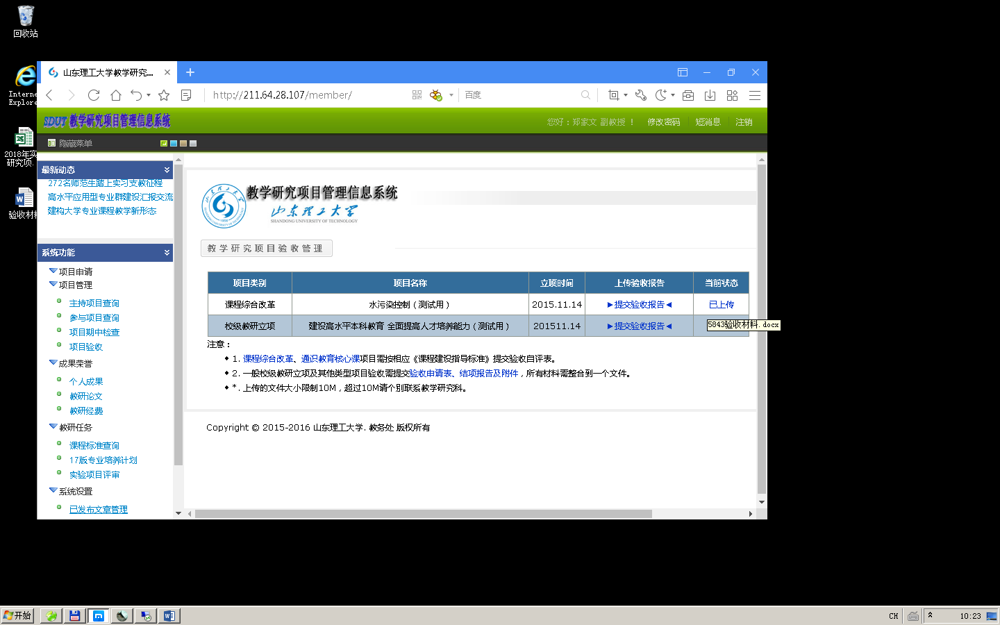 回收站
Interne
Explore
2018年实
研究项.
验收材料
山东理工大学教学研究...
http://211.64.28.107/member/
百度
SDUT 教学研究项目管理信息系统
您好：郑家文 副教授 ！
修改密码
短消息
注销
隐藏菜单
最新动态
272名师范生踏上实习支教征程
高水平应用型专业群建设汇报交流
建构大学专业课程教学新形态
系统功能
项目申请
项目管理
主持项目查询
参与项目查询
项目期中检查
项目验收
成果荣誉
个人成果
教研论文
教研经费
教研任务
课程标准查询
17版专业培养计划
实验项目评审
系统设置
已发布文章管理
教学研究项目管理信息系统
山东理工大学
SHANDONG UNIVERSITY OF TECHNOLOGY
教学研究项目验收管理
项目类别 项目名称 立项时间 上传验收报告 当前状态
课程综合改革 水污染控制（测试用） 2015.11.14 ▶提交验收报告◀ 已上传
校级教研立项 建设高水平本科教育 全面提高人才培养能力（测试用） 201511.14 ▶提交验收报告◀
5843验收材料.docx
注意：
◆ 1. 课程综合改革、通识教育核心课项目需按相应《课程建设指导标准》提交验收自评表。
◆ 2. 一般校级教研立项及其他类型项目验收需提交验收申请表、结项报告及附件，所有材料需整合到一个文件。
◆ *. 上传的文件大小限制10M，超过10M请个别联系教学研究科。
Copyright © 2015-2016 山东理工大学. 教务处 版权所有
开始
CH
10:23